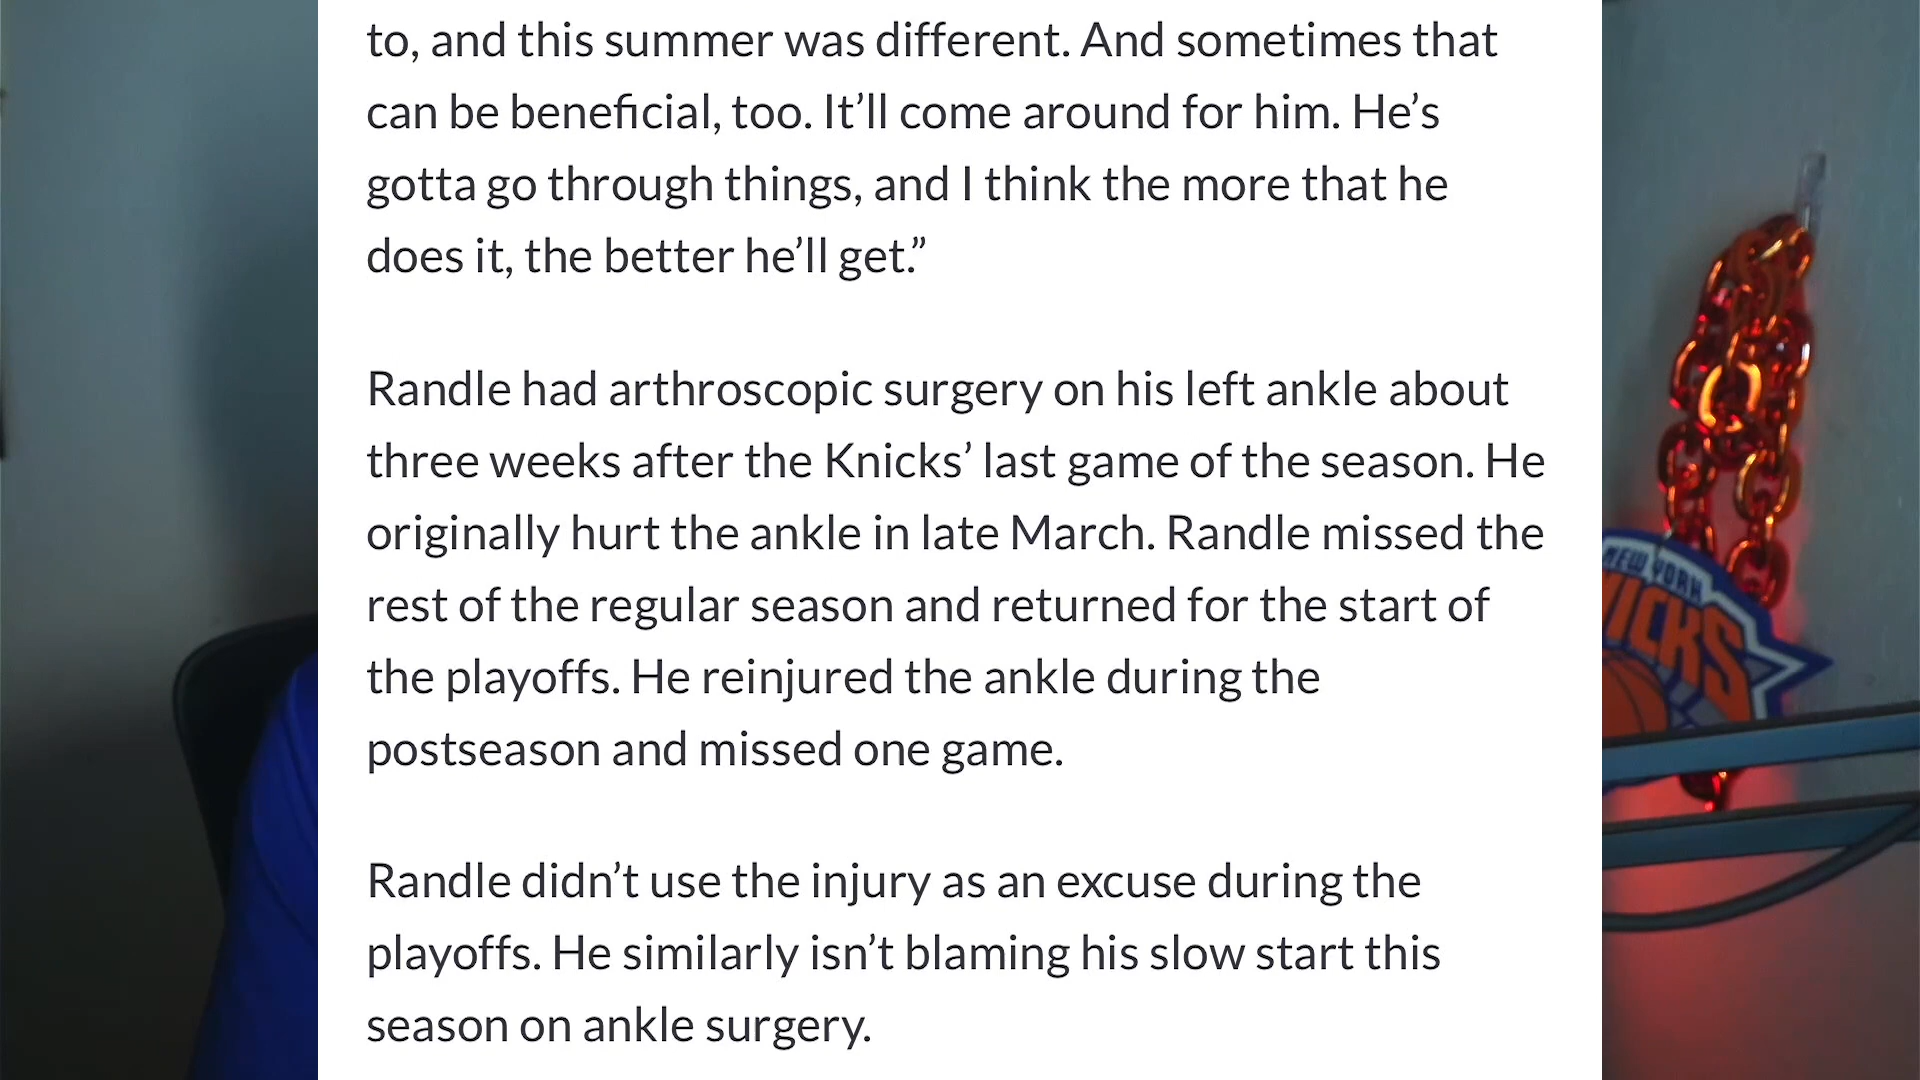 to, and this summer was different. And sometimes that
can be beneficial, too. It’ll come around for him. He’s
gotta go through things, and I think the more that he
does it, the better he’ll get.”
Randle had arthroscopic surgery on his left ankle about
three weeks after the Knicks’ last game of the season. He
originally hurt the ankle in late March. Randle missed the
rest of the regular season and returned for the start of
the playoffs. He reinjured the ankle during the
postseason and missed one game.
Randle didn’t use the injury as an excuse during the
playoffs. He similarly isn’t blaming his slow start this
season on ankle surgery.
NEW YORK
NICKS